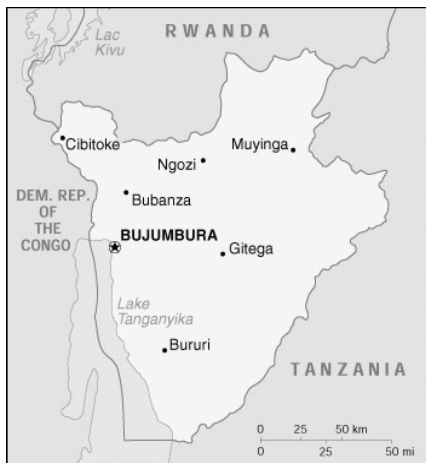 RWANDA
Lac
Kivu
Cibitoke
Ngozi
Muyinga
DEM. REP.
OF
THE
CONGO
Bubanza
BUJUMBURA
Gitega
Lake
Tanganyika
Bururi
TANZANIA
0 25 50 km
0 25 50 mi